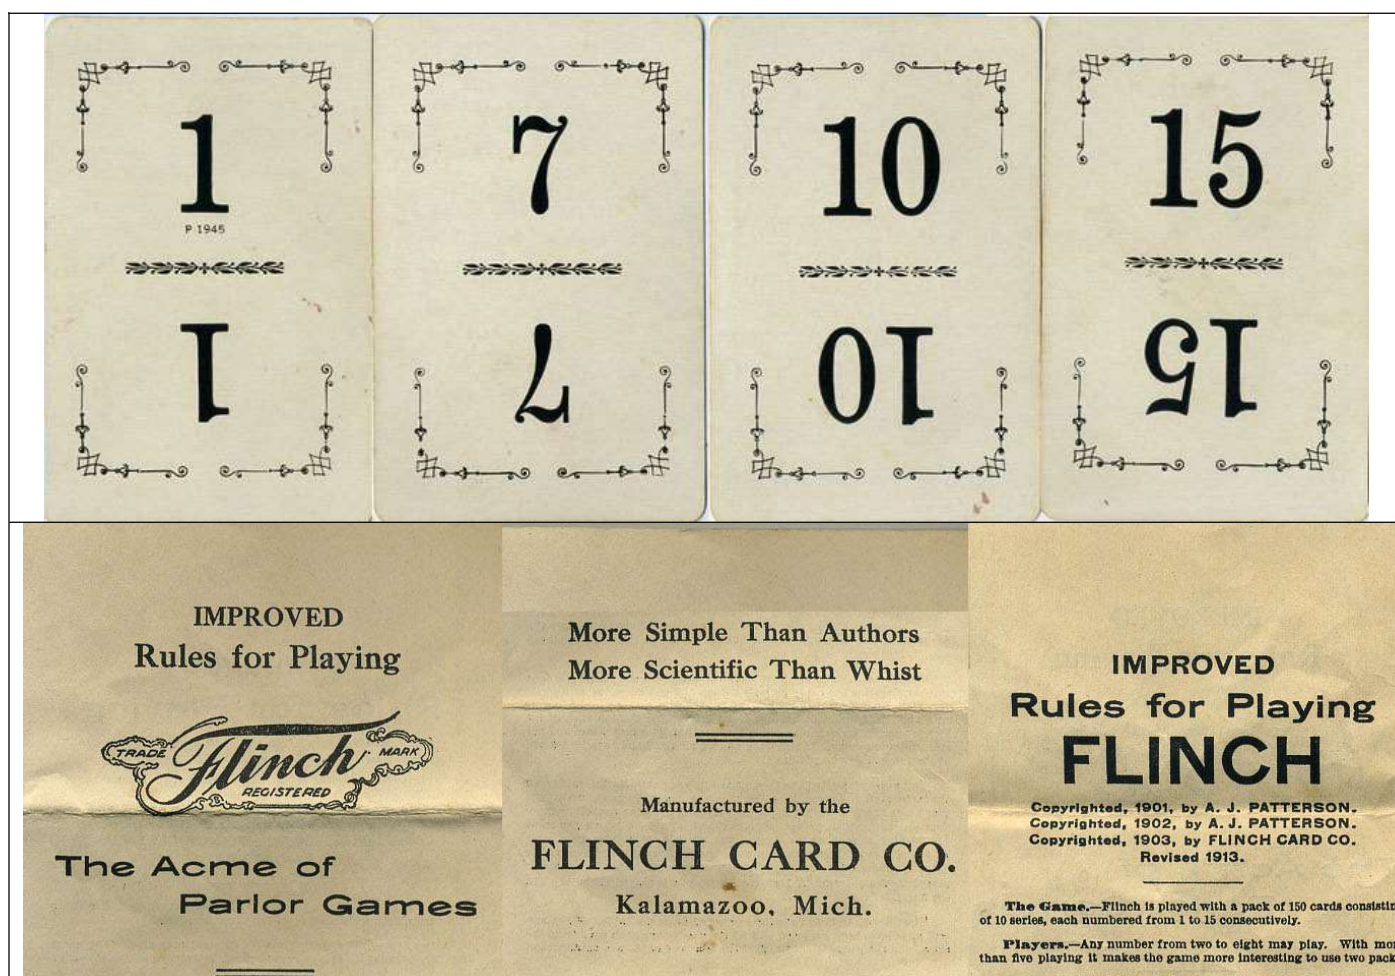 1
P 1945
1
7
7
10
10
15
15
IMPROVED
Rules for Playing
TRADE Flinch MARK
REGISTERED
The Acme of
Parlor Games
More Simple Than Authors
More Scientific Than Whist
Manufactured by the
FLINCH CARD CO.
Kalamazoo, Mich.
IMPROVED
Rules for Playing
FLINCH
Copyrighted, 1901, by A. J. PATTERSON.
Copyrighted, 1902, by A. J. PATTERSON.
Copyrighted, 1903, by FLINCH CARD CO.
Revised 1913.
The Game.—Flinch is played with a pack of 150 cards consistin
of 10 series, each numbered from 1 to 15 consecutively.
Players.—Any number from two to eight may play. With mor
than five playing it makes the game more interesting to use two pack